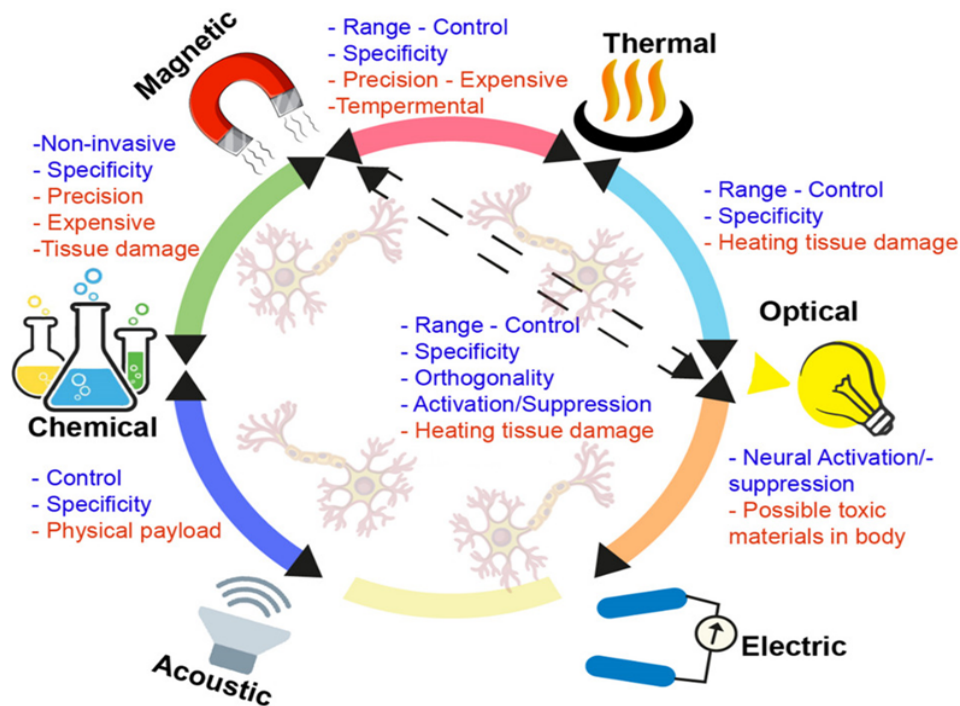 Magnetic
- Range - Control
- Specificity
- Precision - Expensive
-Tempermental
Thermal
-Non-invasive
- Specificity
- Precision
- Expensive
-Tissue damage
- Range - Control
- Specificity
- Heating tissue damage
Optical
- Range - Control
- Specificity
- Orthogonality
- Activation/Suppression
- Heating tissue damage
Chemical
- Control
- Specificity
- Physical payload
- Neural Activation/-
suppression
- Possible toxic
materials in body
Acoustic
Electric